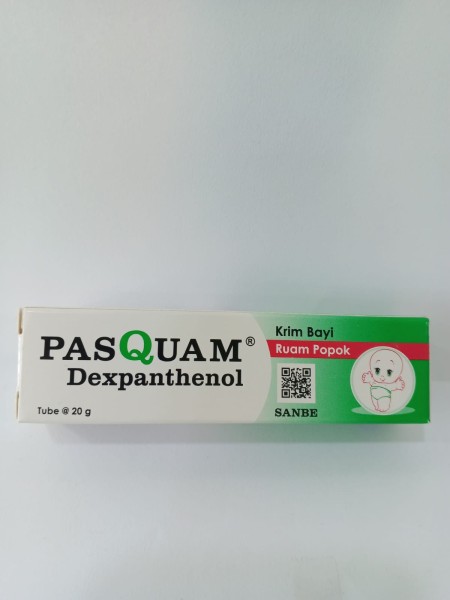 PASQUAM®
Dexpanthenol
Tube @ 20 g
Krim Bayi
Ruam Popok
SANBE